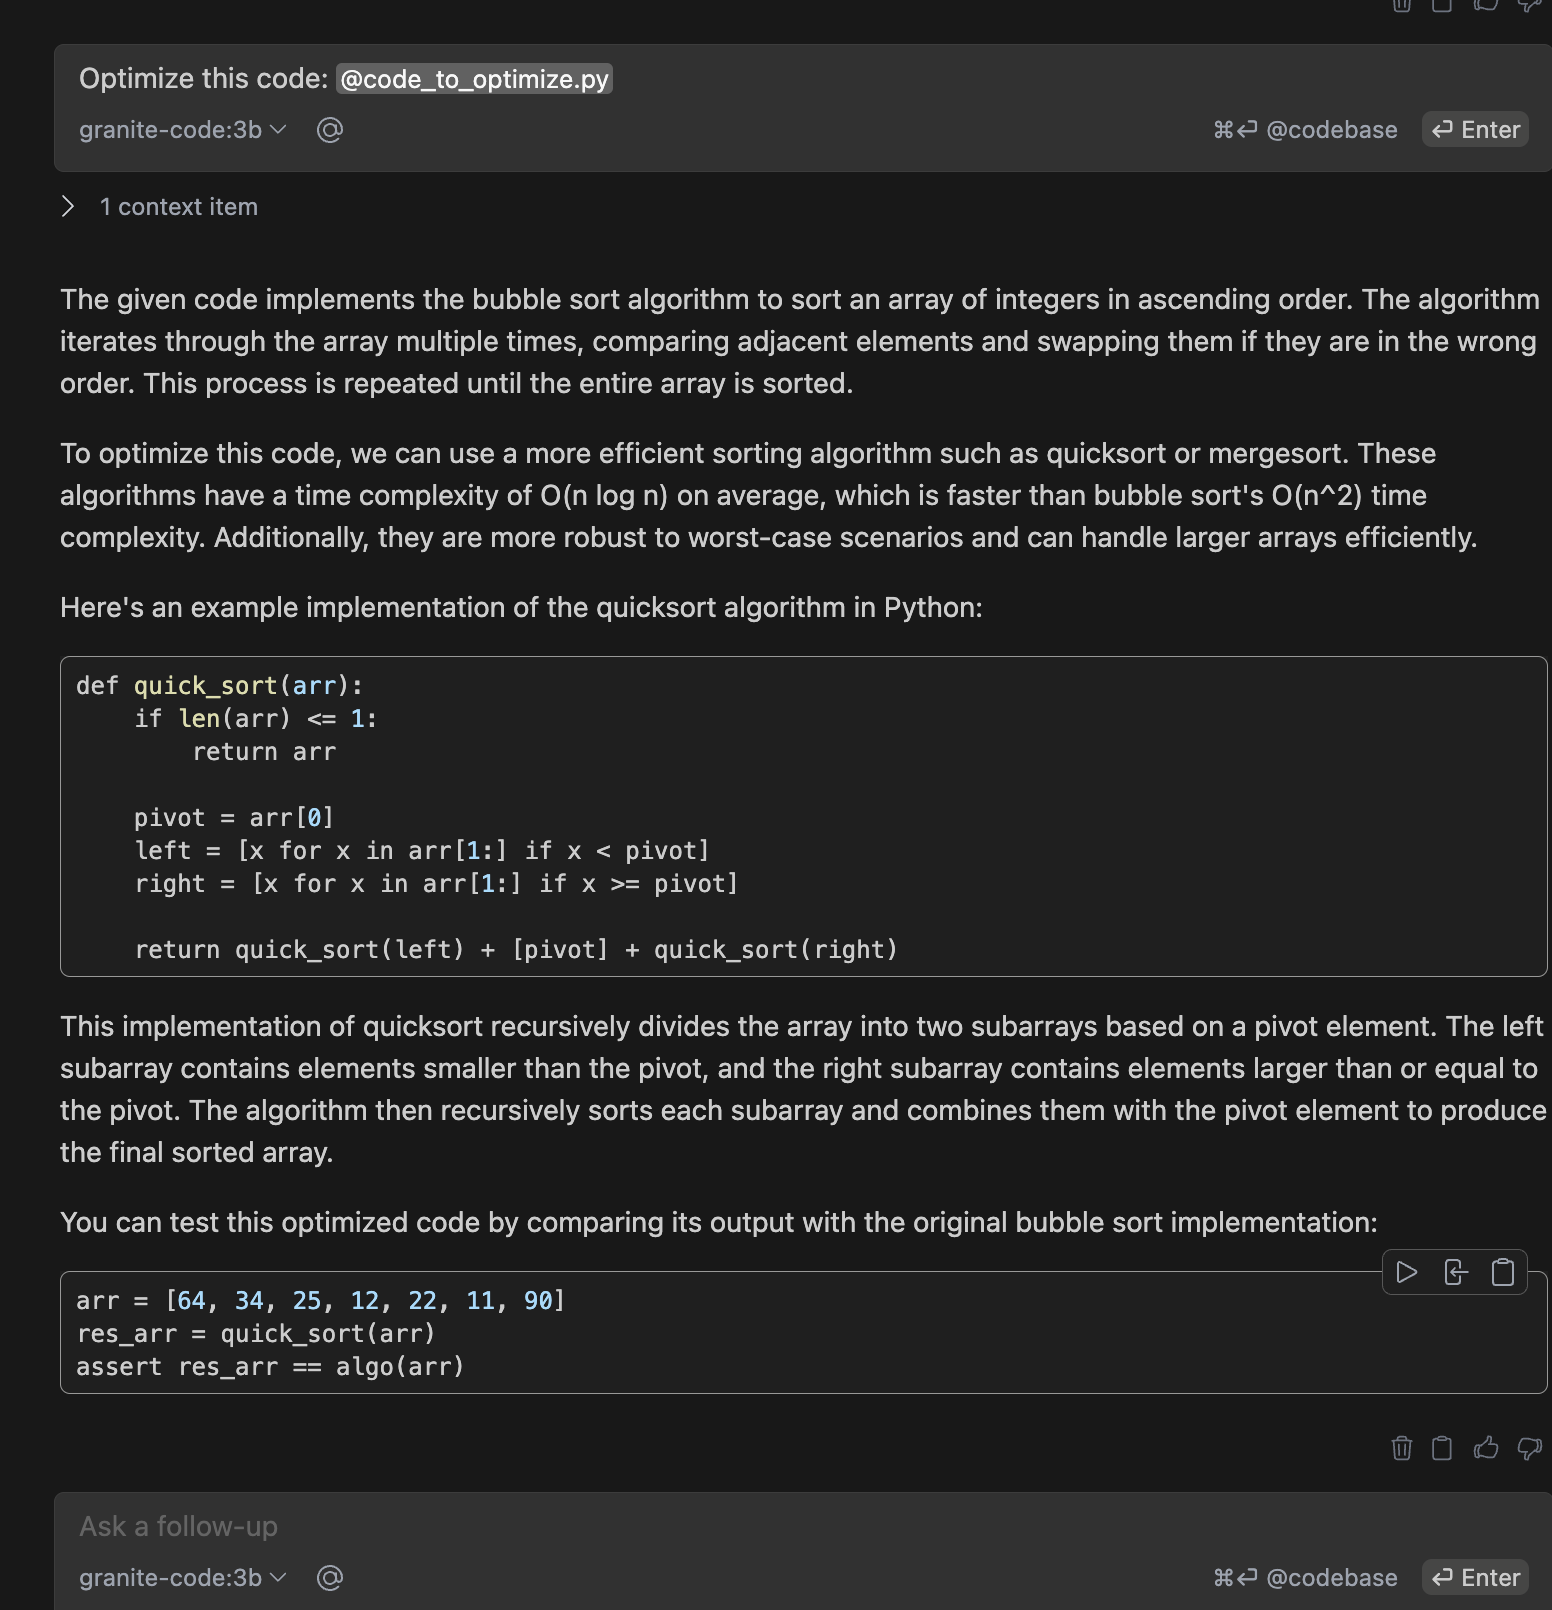 Optimize this code: @code_to_optimize.py
granite-code:3b @ ⌘⏎ @codebase ⏎ Enter
1 context item
The given code implements the bubble sort algorithm to sort an array of integers in ascending order. The algorithm
iterates through the array multiple times, comparing adjacent elements and swapping them if they are in the wrong
order. This process is repeated until the entire array is sorted.
To optimize this code, we can use a more efficient sorting algorithm such as quicksort or mergesort. These
algorithms have a time complexity of O(n log n) on average, which is faster than bubble sort's O(n^2) time
complexity. Additionally, they are more robust to worst-case scenarios and can handle larger arrays efficiently.
Here's an example implementation of the quicksort algorithm in Python:
def quick_sort(arr):
    if len(arr) <= 1:
        return arr
    pivot = arr[0]
    left = [x for x in arr[1:] if x < pivot]
    right = [x for x in arr[1:] if x >= pivot]
    return quick_sort(left) + [pivot] + quick_sort(right)
This implementation of quicksort recursively divides the array into two subarrays based on a pivot element. The left
subarray contains elements smaller than the pivot, and the right subarray contains elements larger than or equal to
the pivot. The algorithm then recursively sorts each subarray and combines them with the pivot element to produce
the final sorted array.
You can test this optimized code by comparing its output with the original bubble sort implementation:
arr = [64, 34, 25, 12, 22, 11, 90]
res_arr = quick_sort(arr)
assert res_arr == algo(arr)
Ask a follow-up
granite-code:3b @ ⌘⏎ @codebase ⏎ Enter